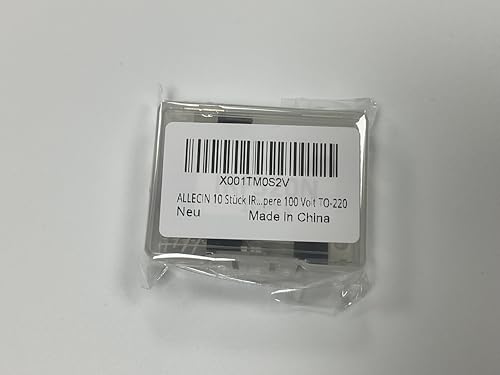 X001TM0S2V
ALLECIN 10 Stück IR...pere 100 Volt TO-220
Neu Made in China